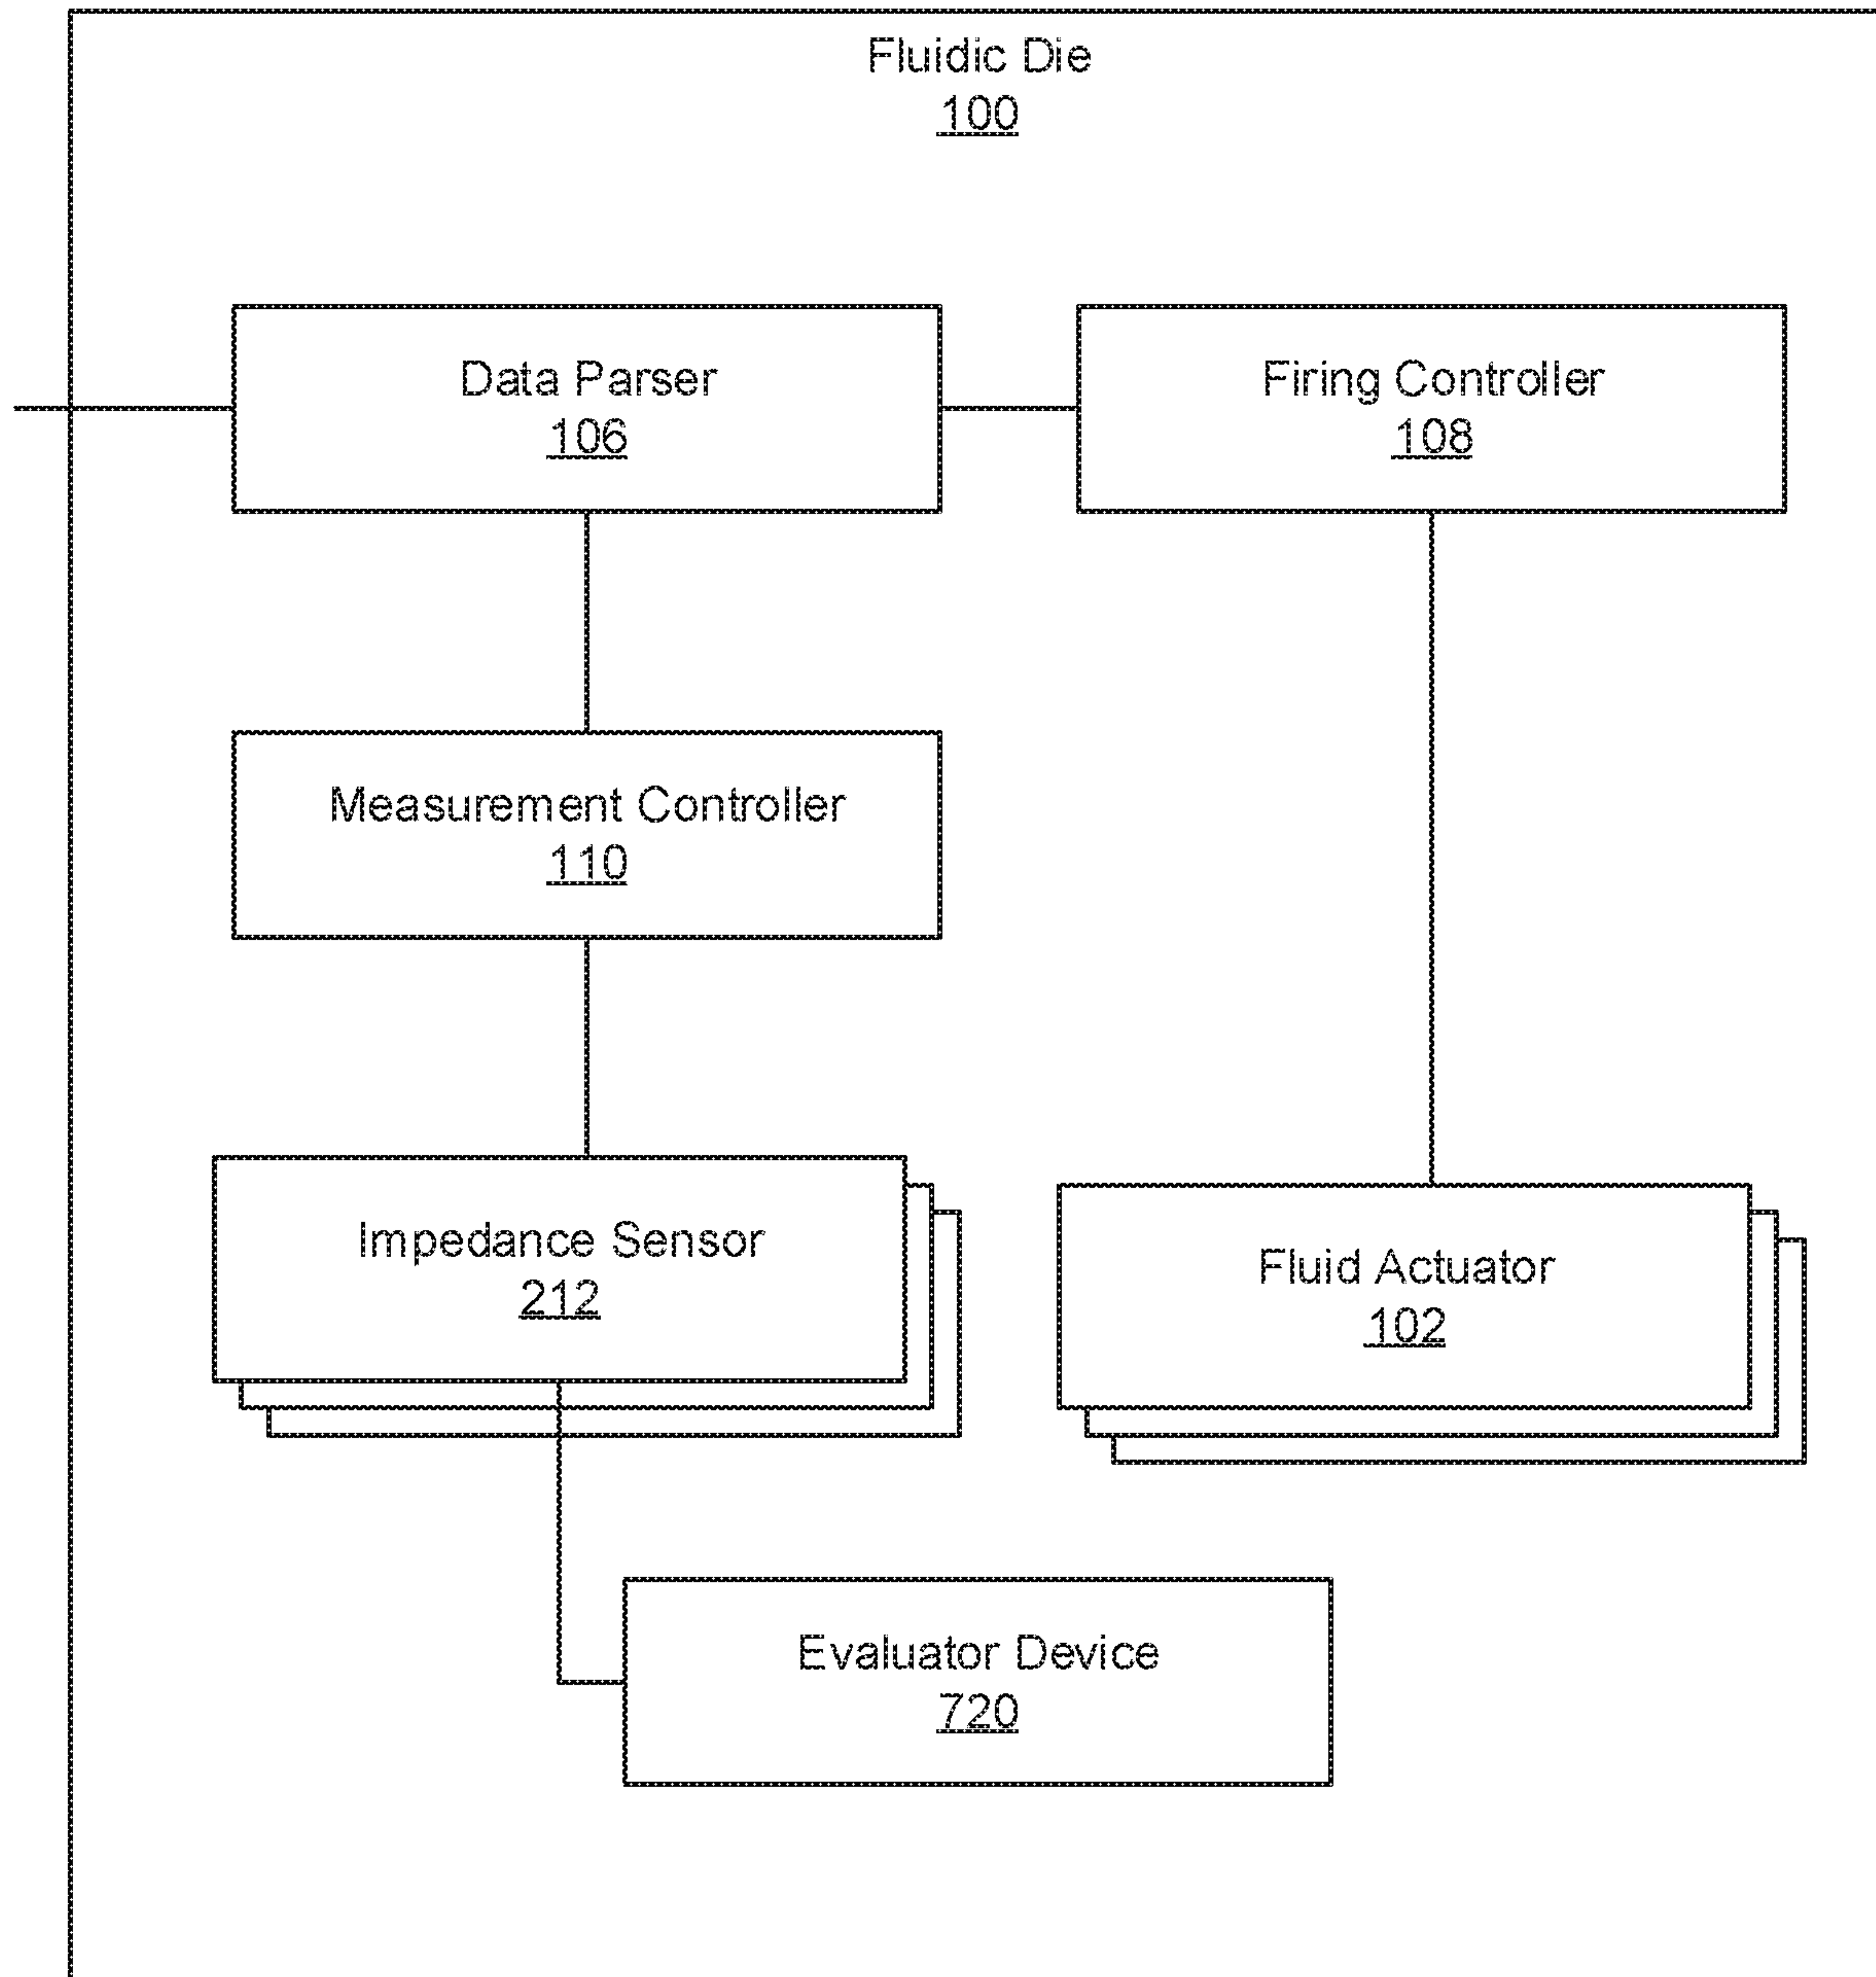 Fluidic Die
100
Data Parser
106
Firing Controller
108
Measurement Controller
110
Impedance Sensor
212
Fluid Actuator
102
Evaluator Device
720